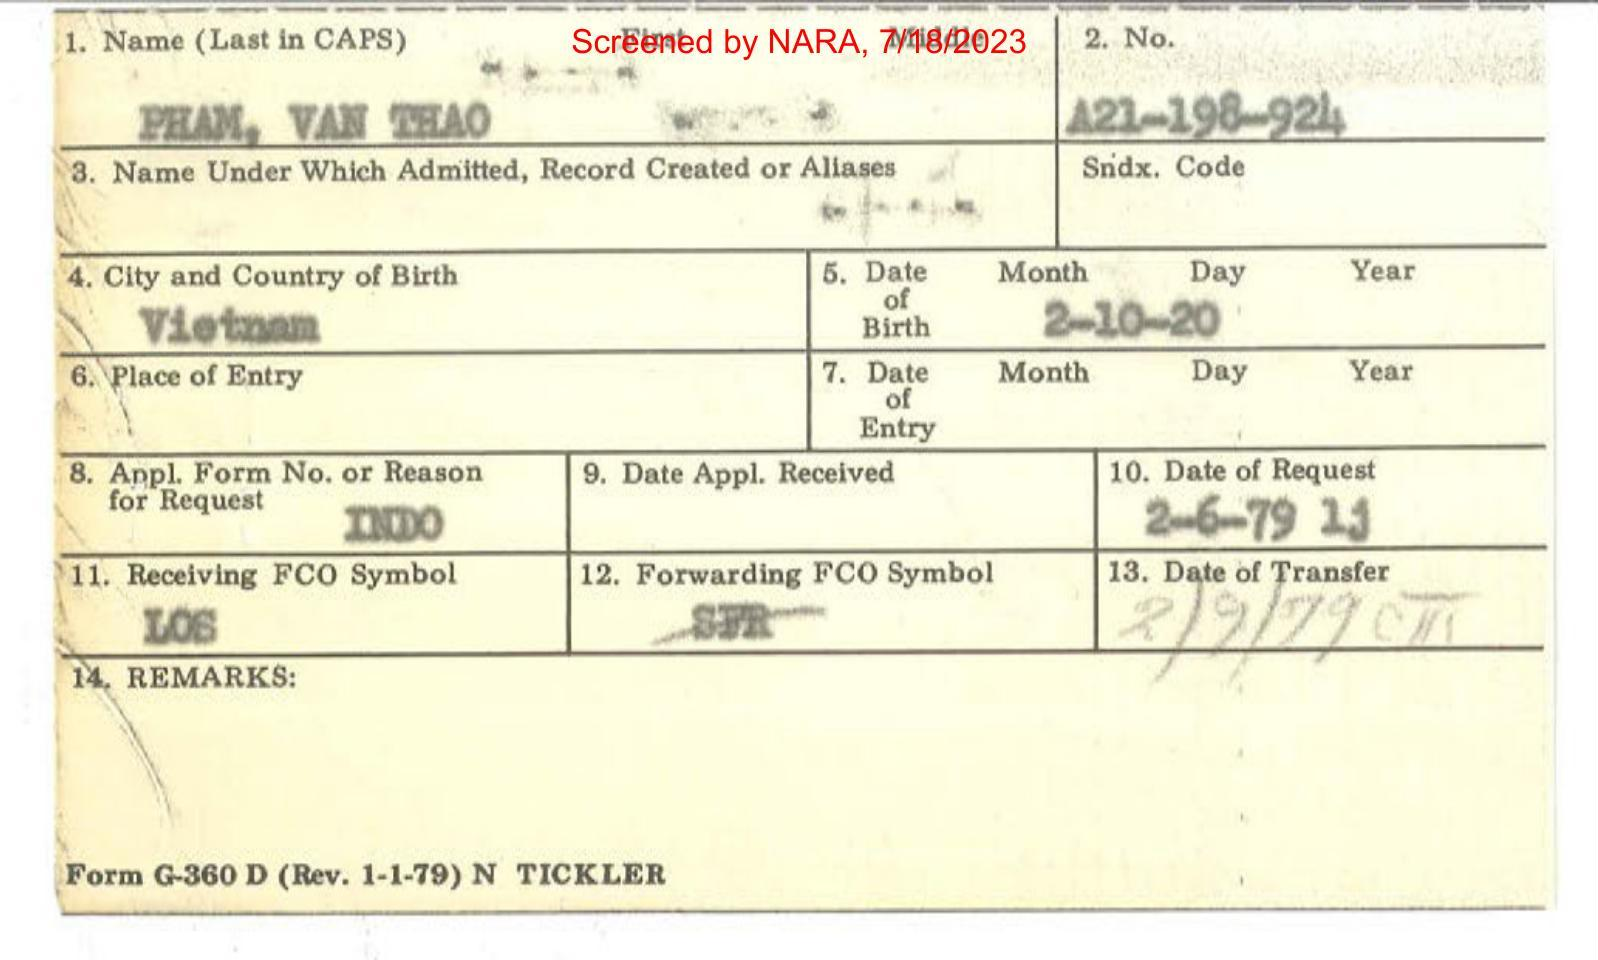 Screened by NARA, 7/18/2023
1. Name (Last in CAPS) First Middle
PHAM, VAN THAO
2. No.
A21-198-924
3. Name Under Which Admitted, Record Created or Aliases
Sndx. Code
4. City and Country of Birth
Vietnam
5. Date of Birth Month Day Year
2-10-20
6. Place of Entry
7. Date of Entry Month Day Year
8. Appl. Form No. or Reason
for Request
INDO
9. Date Appl. Received
10. Date of Request
2-6-79 lj
11. Receiving FCO Symbol
LOS
12. Forwarding FCO Symbol
SFR
13. Date of Transfer
2/9/79
14. REMARKS:
Form G-360 D (Rev. 1-1-79) N TICKLER